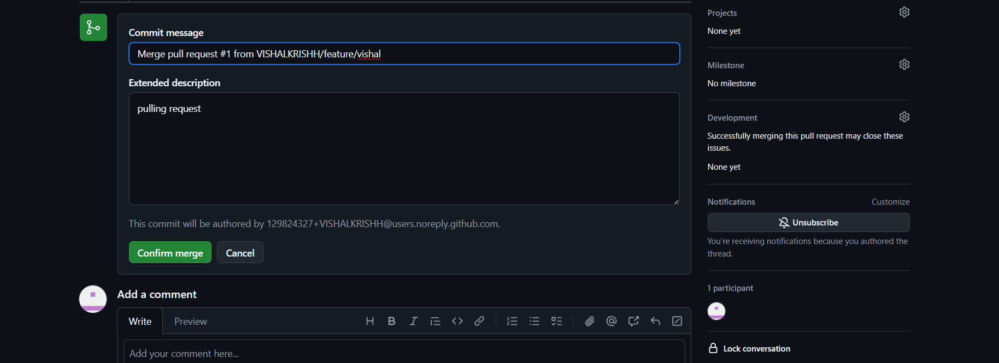 Commit message
Merge pull request #1 from VISHALKRISHH/feature/vishal
Extended description
pulling request
This commit will be authored by 129824327+VISHALKRISHH@users.noreply.github.com.
Confirm merge
Cancel
Add a comment
Write
Preview
Add your comment here...
Projects
None yet
Milestone
No milestone
Development
Successfully merging this pull request may close these
issues.
None yet
Notifications
Customize
Unsubscribe
You're receiving notifications because you authored the
thread.
1 participant
Lock conversation